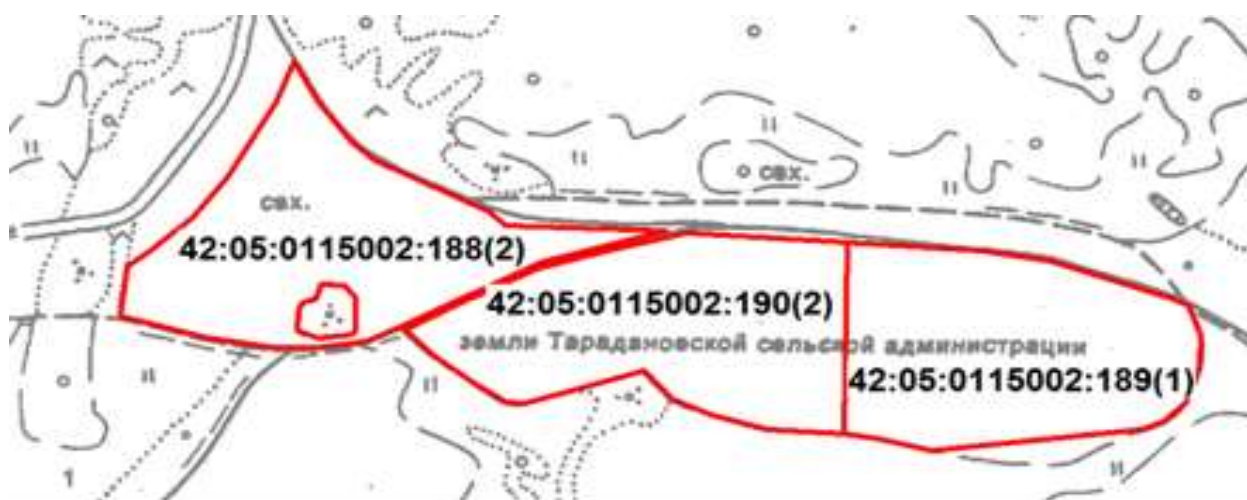 свх.
свх.
42:05:0115002:188(2)
42:05:0115002:190(2)
земли Тарадановской сельской администрации
42:05:0115002:189(1)